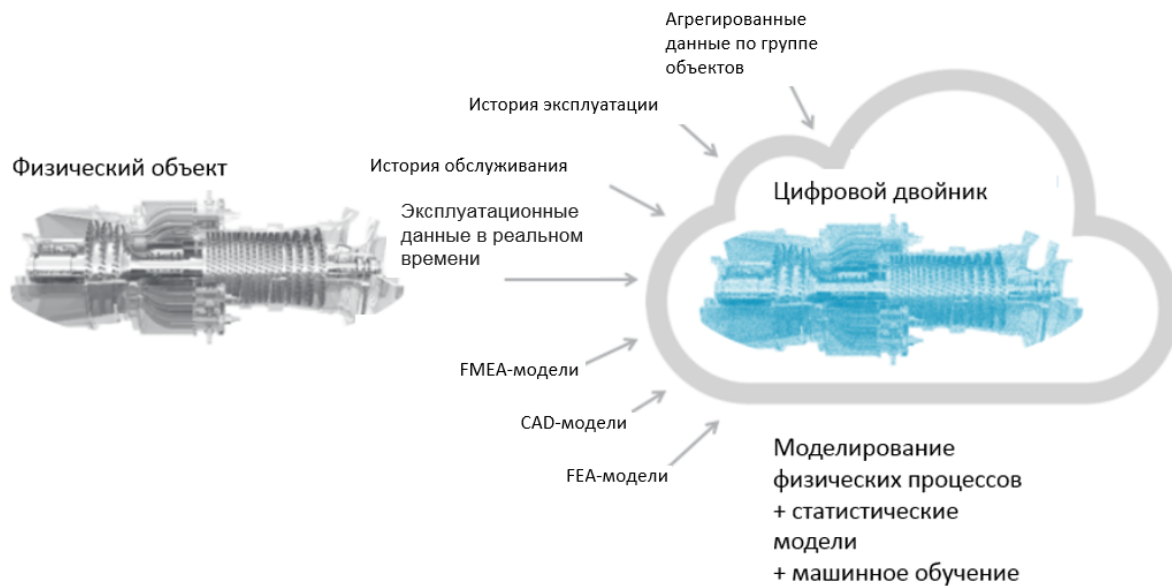 Агрегированные
данные по группе
объектов
История эксплуатации
Физический объект
История обслуживания
Цифровой двойник
Эксплуатационные
данные в реальном
времени
FMEA-модели
CAD-модели
FEA-модели
Моделирование
физических процессов
+ статистические
модели
+ машинное обучение